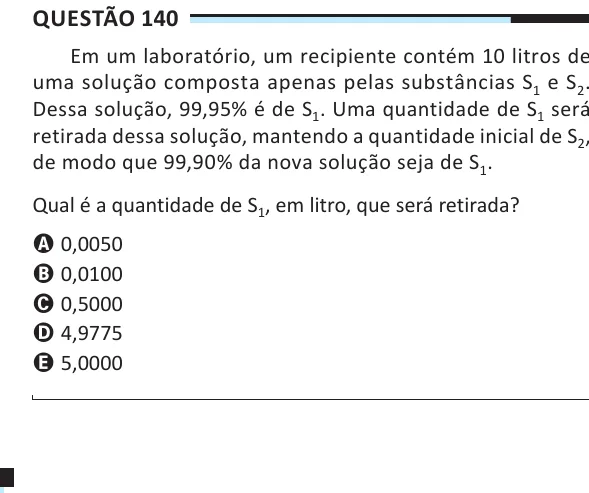 QUESTÃO 140
Em um laboratório, um recipiente contém 10 litros de
uma solução composta apenas pelas substâncias S₁ e S₂.
Dessa solução, 99,95% é de S₁. Uma quantidade de S₁ será
retirada dessa solução, mantendo a quantidade inicial de S₂,
de modo que 99,90% da nova solução seja de S₁.
Qual é a quantidade de S₁, em litro, que será retirada?
A 0,0050
B 0,0100
C 0,5000
D 4,9775
E 5,0000